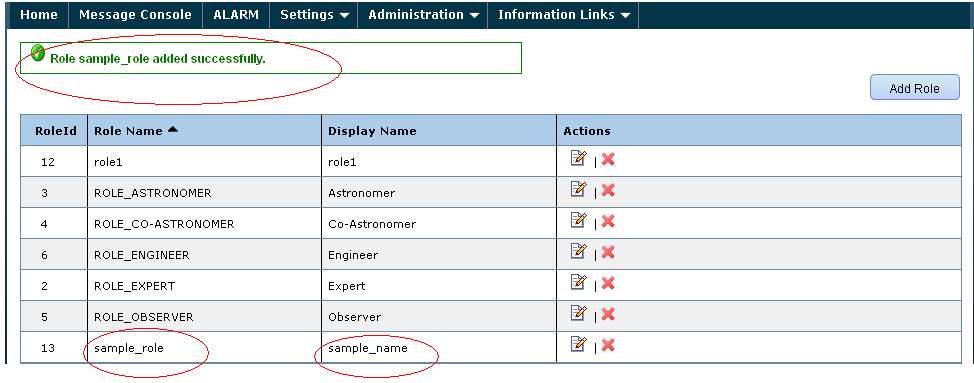 Home Message Console ALARM Settings Administration Information Links
Role sample_role added successfully.
Add Role
RoleId Role Name Display Name Actions
12 role1 role1 |
3 ROLE_ASTRONOMER Astronomer |
4 ROLE_CO-ASTRONOMER Co-Astronomer |
6 ROLE_ENGINEER Engineer |
2 ROLE_EXPERT Expert |
5 ROLE_OBSERVER Observer |
13 sample_role sample_name |